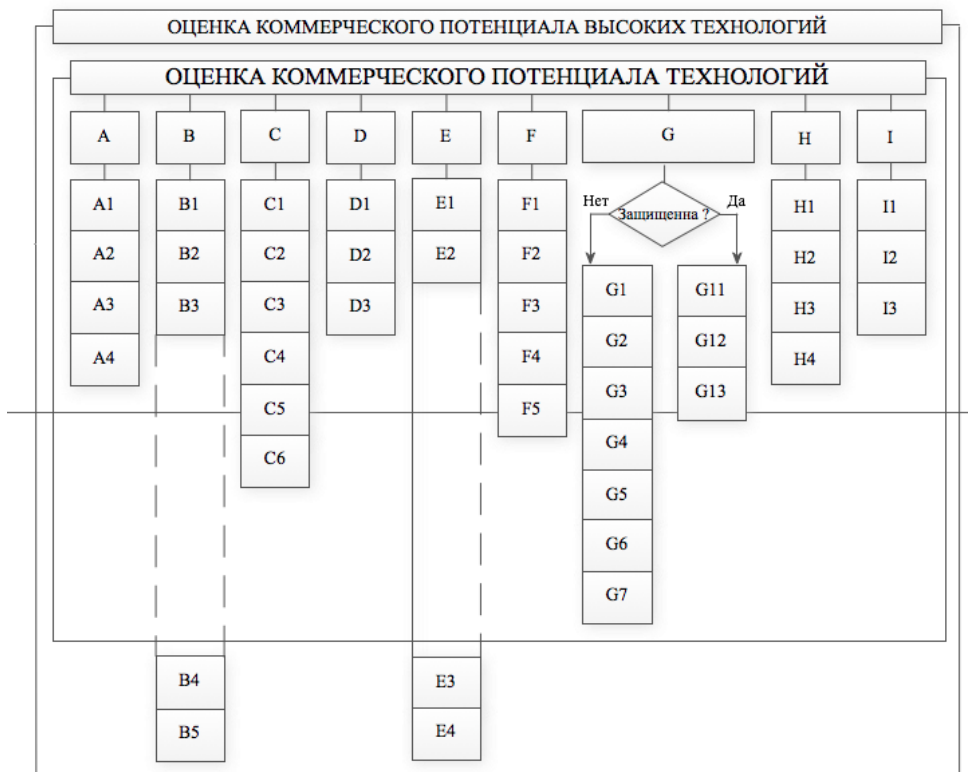 ОЦЕНКА КОММЕРЧЕСКОГО ПОТЕНЦИАЛА ВЫСОКИХ ТЕХНОЛОГИЙ
ОЦЕНКА КОММЕРЧЕСКОГО ПОТЕНЦИАЛА ТЕХНОЛОГИЙ
A B C D E F G H I
Нет Защищенна ? Да
A1 B1 C1 D1 E1 F1 H1 I1
A2 B2 C2 D2 E2 F2 H2 I2
G1 G11
A3 B3 C3 D3 F3 H3 I3
G2 G12
A4 C4 F4 H4
G3 G13
C5 F5
G4
C6
G5
G6
G7
B4 E3
B5 E4